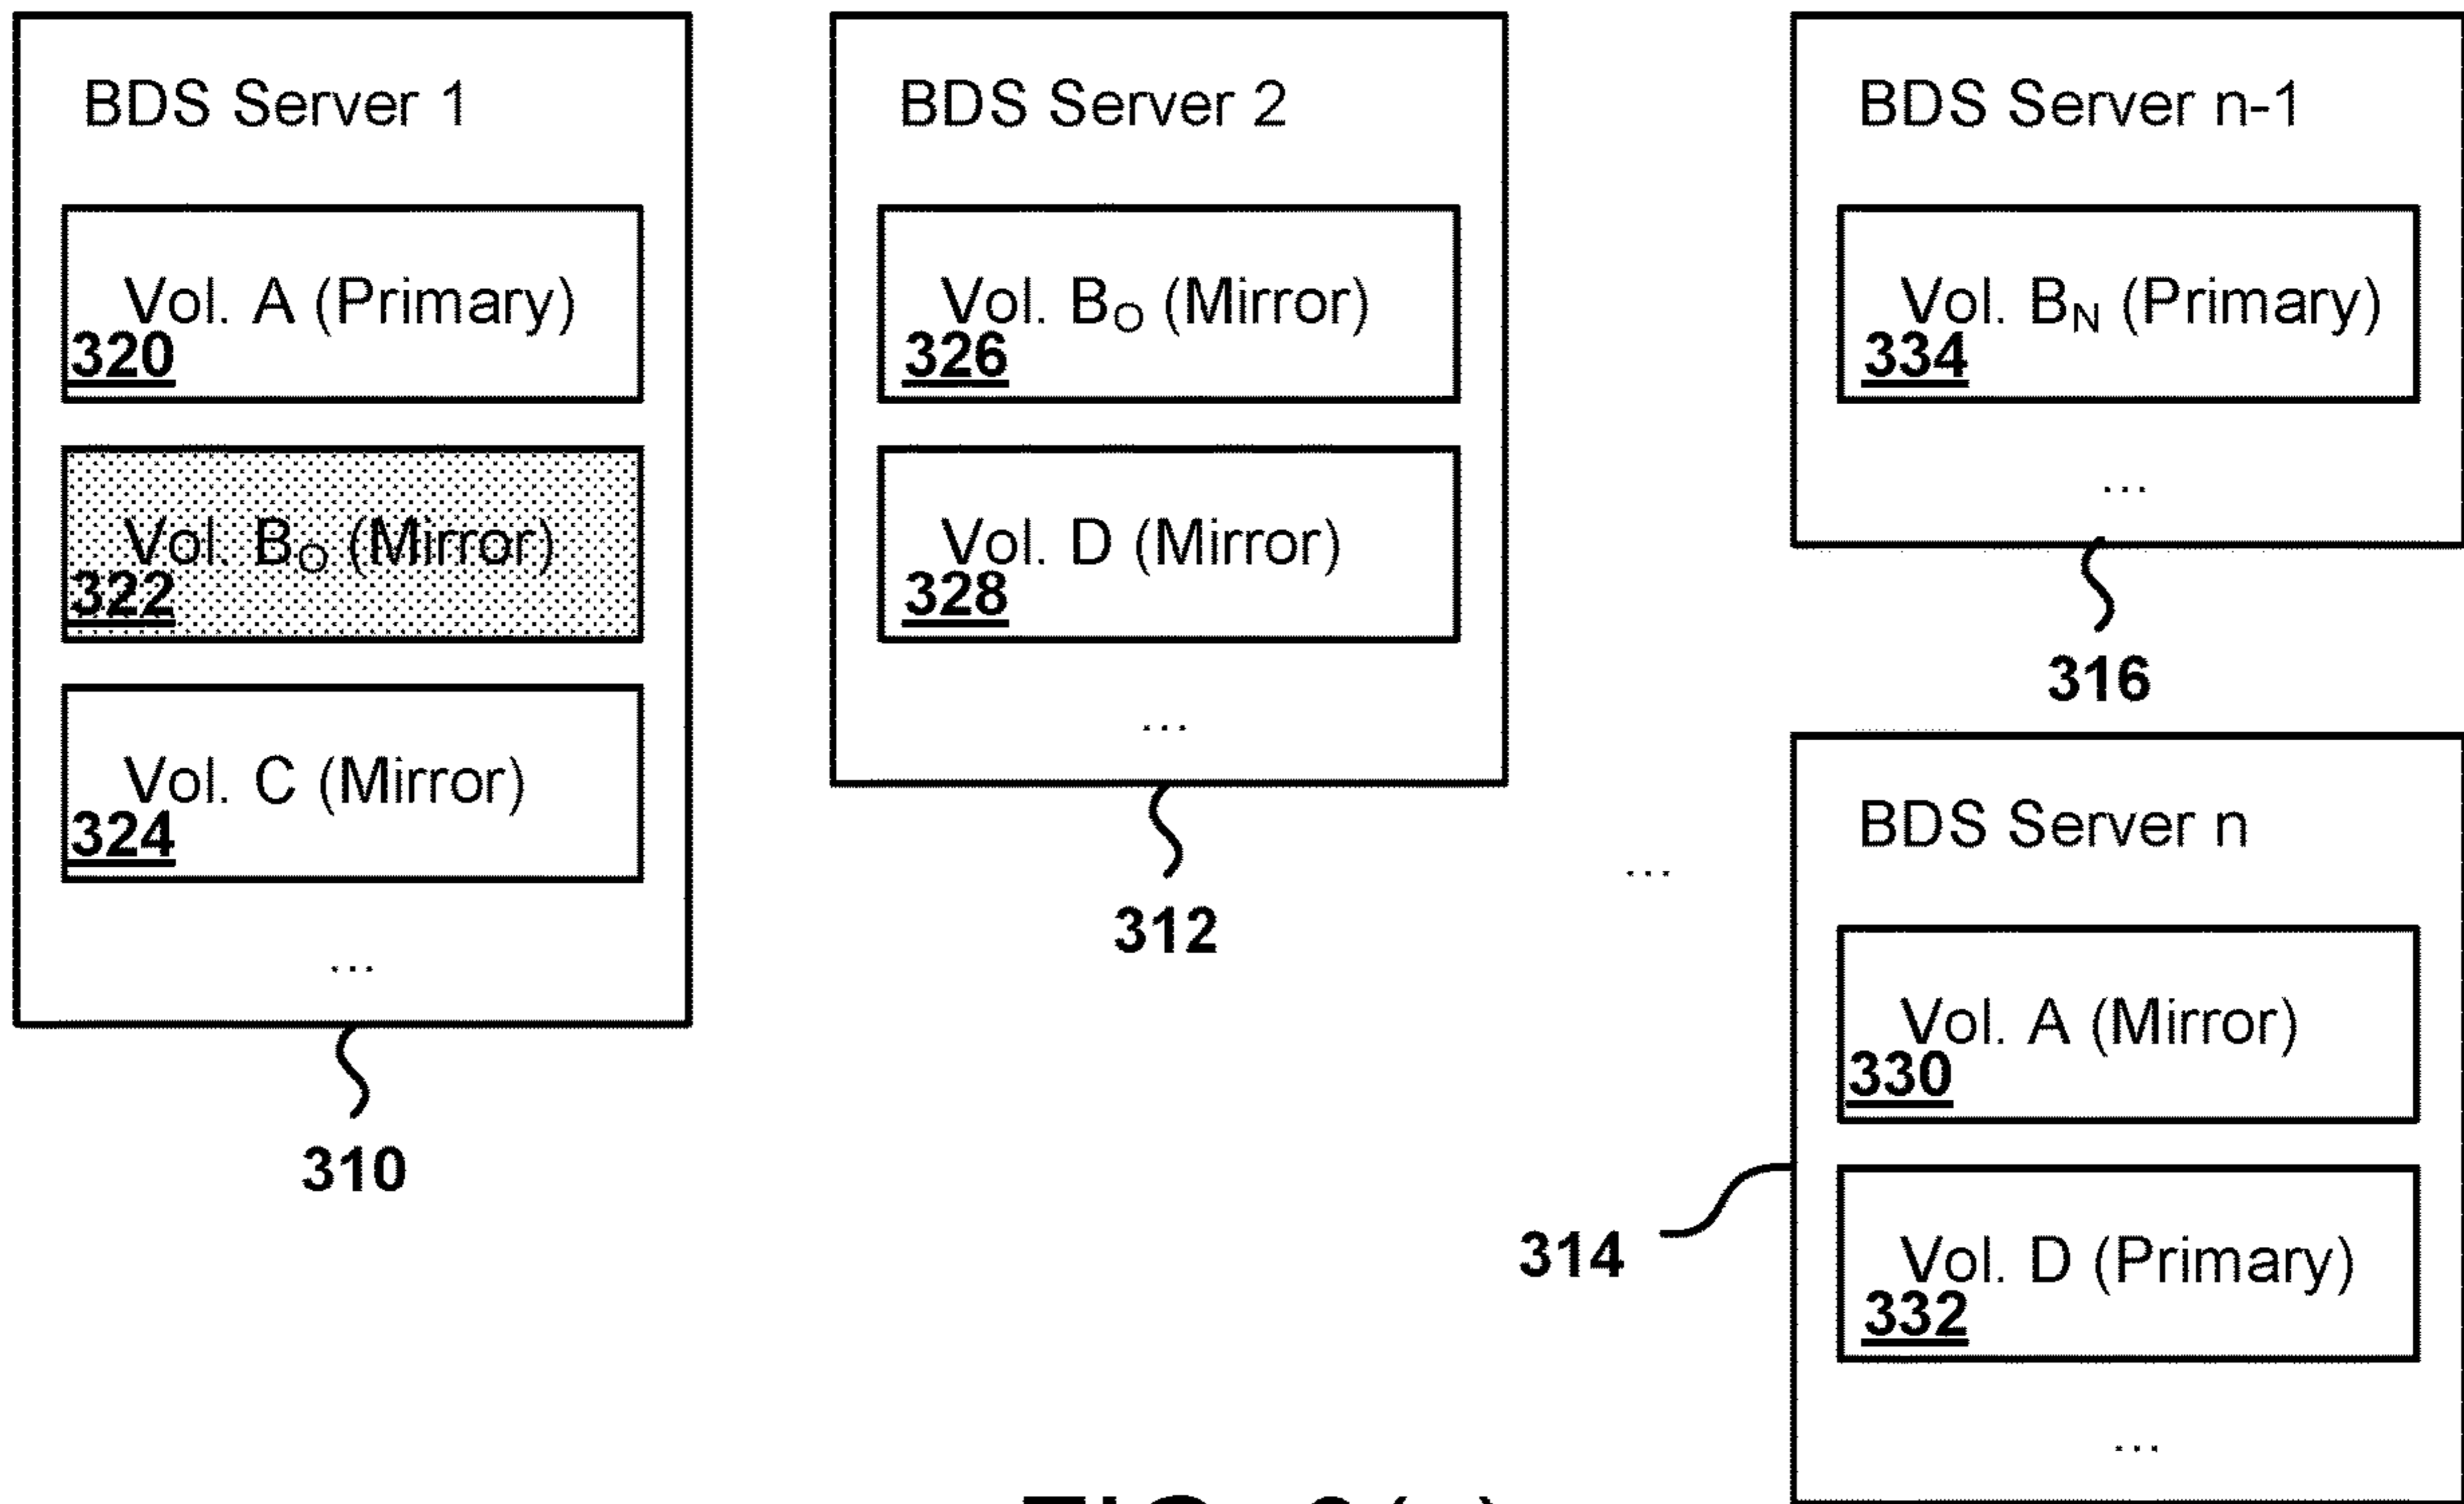 BDS Server 1
Vol. A (Primary)
320
Vol. Bₒ (Mirror)
322
Vol. C (Mirror)
324
...
310
BDS Server 2
Vol. Bₒ (Mirror)
326
Vol. D (Mirror)
328
...
312
...
BDS Server n-1
Vol. B_N (Primary)
334
...
316
BDS Server n
Vol. A (Mirror)
330
Vol. D (Primary)
332
...
314